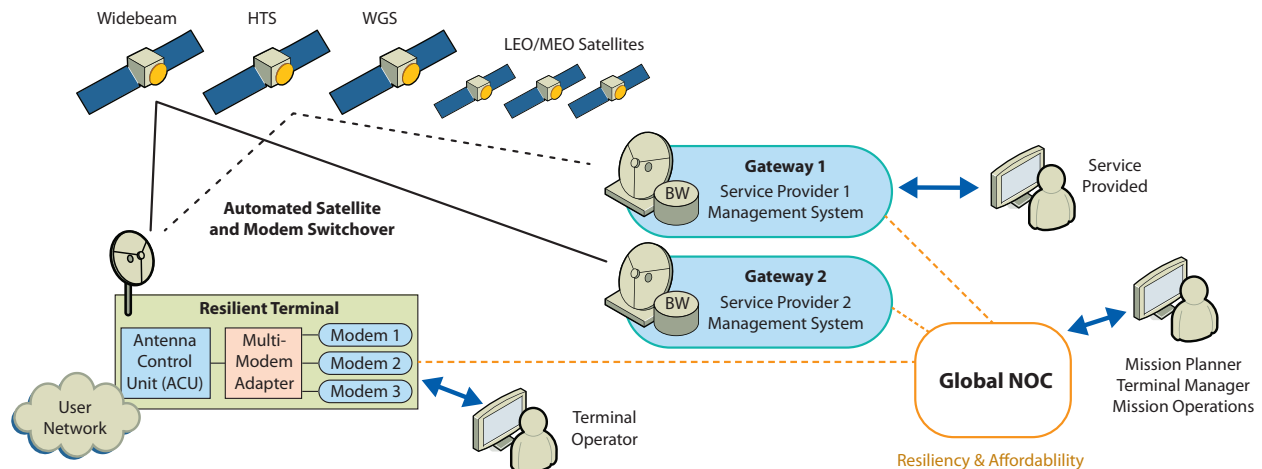 Widebeam
HTS
WGS
LEO/MEO Satellites
Automated Satellite
and Modem Switchover
Gateway 1
Service Provider 1
Management System
BW
Service
Provided
Gateway 2
Service Provider 2
Management System
BW
Resilient Terminal
Antenna
Control
Unit (ACU)
Multi-
Modem
Adapter
Modem 1
Modem 2
Modem 3
User
Network
Terminal
Operator
Global NOC
Mission Planner
Terminal Manager
Mission Operations
Resiliency & Affordablility